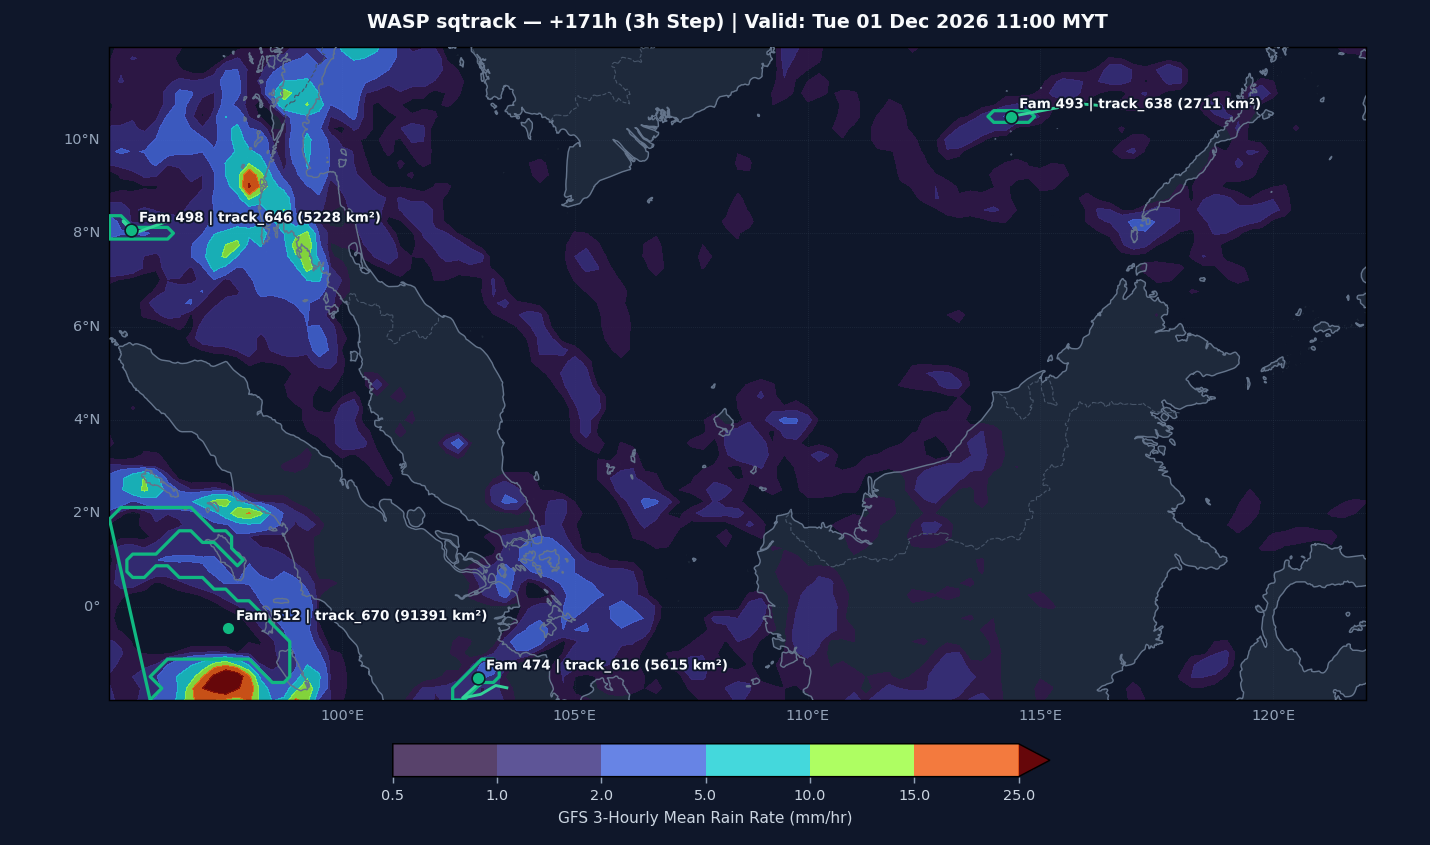 WASP sqtrack — +171h (3h Step) | Valid: Tue 01 Dec 2026 11:00 MYT
10°N
Fam 493 | track_638 (2711 km²)
8°N
Fam 498 | track_646 (5228 km²)
6°N
4°N
2°N
0°
Fam 512 | track_670 (91391 km²)
Fam 474 | track_616 (5615 km²)
100°E 105°E 110°E 115°E 120°E
0.5 1.0 2.0 5.0 10.0 15.0 25.0
GFS 3-Hourly Mean Rain Rate (mm/hr)